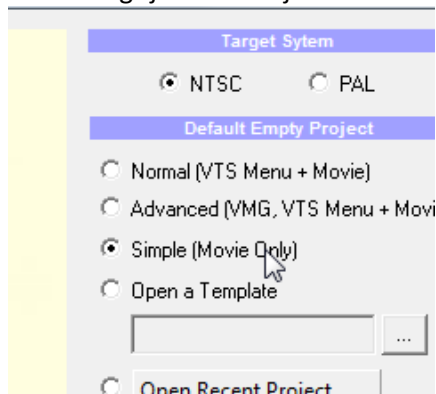 Target Sytem
NTSC PAL
Default Empty Project
Normal (VTS Menu + Movie)
Advanced (VMG, VTS Menu + Movi
Simple (Movie Only)
Open a Template
...
Open Recent Project